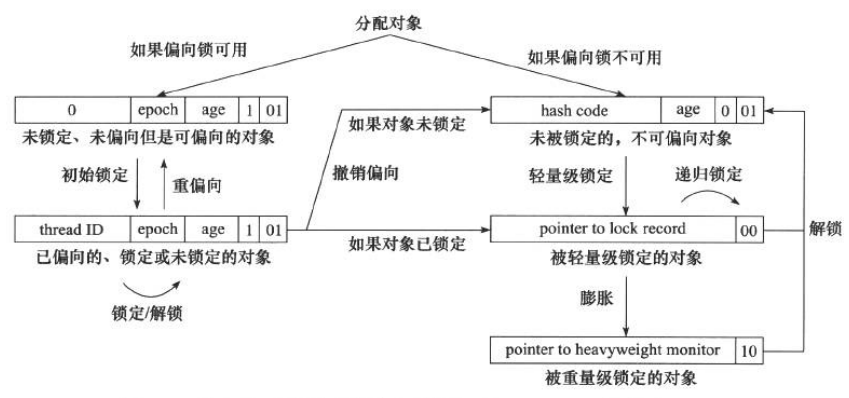 分配对象
如果偏向锁可用
如果偏向锁不可用
0 epoch age 1 01
hash code age 0 01
未锁定、未偏向但是可偏向的对象
如果对象未锁定
未被锁定的，不可偏向对象
初始锁定
重偏向
撤销偏向
轻量级锁定
递归锁定
thread ID epoch age 1 01
pointer to lock record 00
解锁
已偏向的、锁定或未锁定的对象
如果对象已锁定
被轻量级锁定的对象
锁定/解锁
膨胀
pointer to heavyweight monitor 10
被重量级锁定的对象